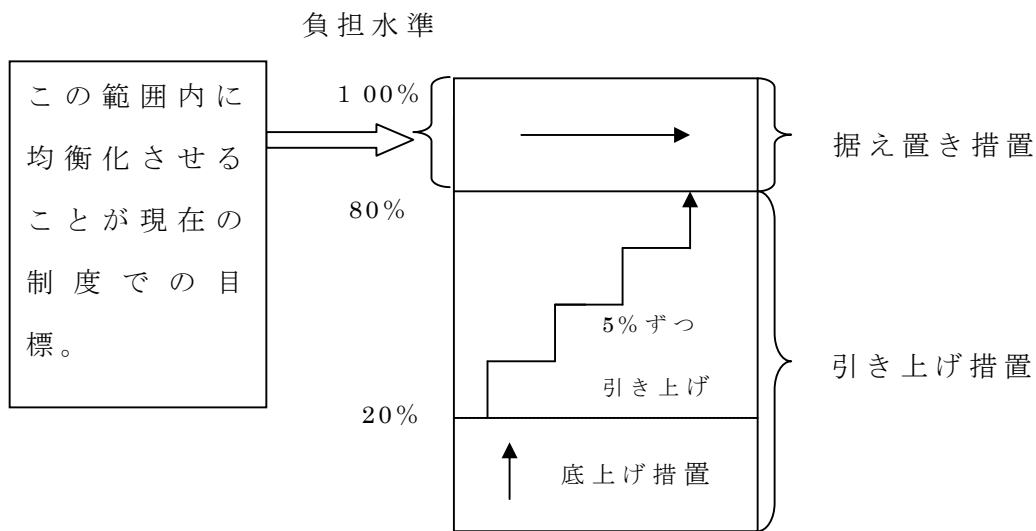 負担水準
この範囲内に
均衡化させる
ことが現在の
制度での目
標。
100%
据え置き措置
80%
5%ずつ
引き上げ
引き上げ措置
20%
底上げ措置